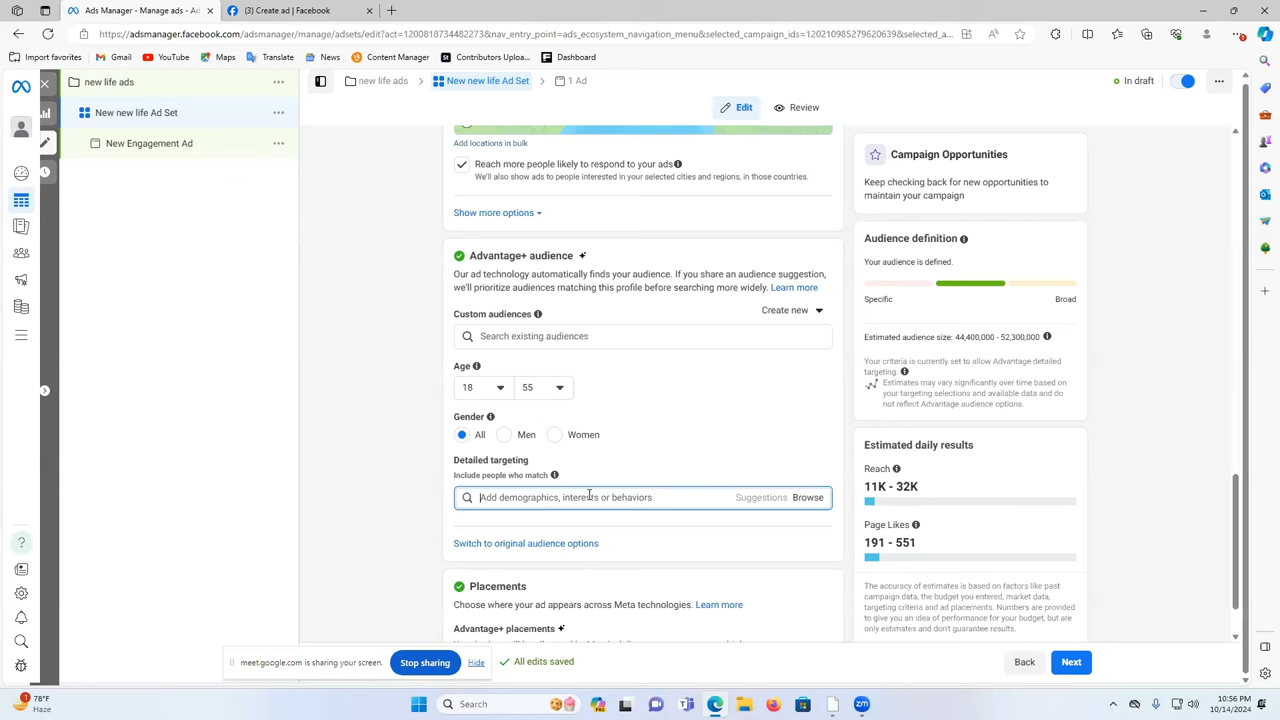 Ads Manager - Manage ads - Ads
(3) Create ad | Facebook
https://adsmanager.facebook.com/adsmanager/manage/adsets/edit?act=1200818734482273&nav_entry_point=ads_ecosystem_navigation_menu&selected_campaign_ids=120210985279620639&selected_a...
Import favorites
Gmail
YouTube
Maps
News
Content Manager
Contributors Uplo...
Dashboard
new life ads
New new life Ad Set
New Engagement Ad
new life ads
New new life Ad Set
1 Ad
In draft
Edit
Review
Add locations in bulk
Reach more people likely to respond to your ads
We'll also show ads to people interested in your selected cities and regions, in those countries.
Show more options
Advantage+ audience
Our ad technology automatically finds your audience. If you share an audience suggestion,
we'll prioritize audiences matching this profile before searching more widely. Learn more
Custom audiences
Create new
Search existing audiences
Age
18
55
Gender
All
Men
Women
Detailed targeting
Include people who match
Add demographics, interests or behaviors
Suggestions
Browse
Switch to original audience options
Placements
Choose where your ad appears across Meta technologies. Learn more
Advantage+ placements
Campaign Opportunities
Keep checking back for new opportunities to
maintain your campaign
Audience definition
Your audience is defined.
Specific
Broad
Estimated audience size: 44,400,000 - 52,300,000
Your criteria is currently set to allow Advantage detailed
targeting.
Estimates may vary significantly over time based on
your targeting selections and available data and do
not reflect Advantage audience options.
Estimated daily results
Reach
11K - 32K
Page Likes
191 - 551
The accuracy of estimates is based on factors like past
campaign data, the budget you entered, market data,
targeting criteria and ad placements. Numbers are provided
to give you an idea of performance for your budget, but are
only estimates and don't guarantee results.
meet.google.com is sharing your screen.
Stop sharing
Hide
All edits saved
Back
Next
1
78°F
Haze
Search
10:56 PM
10/14/2024